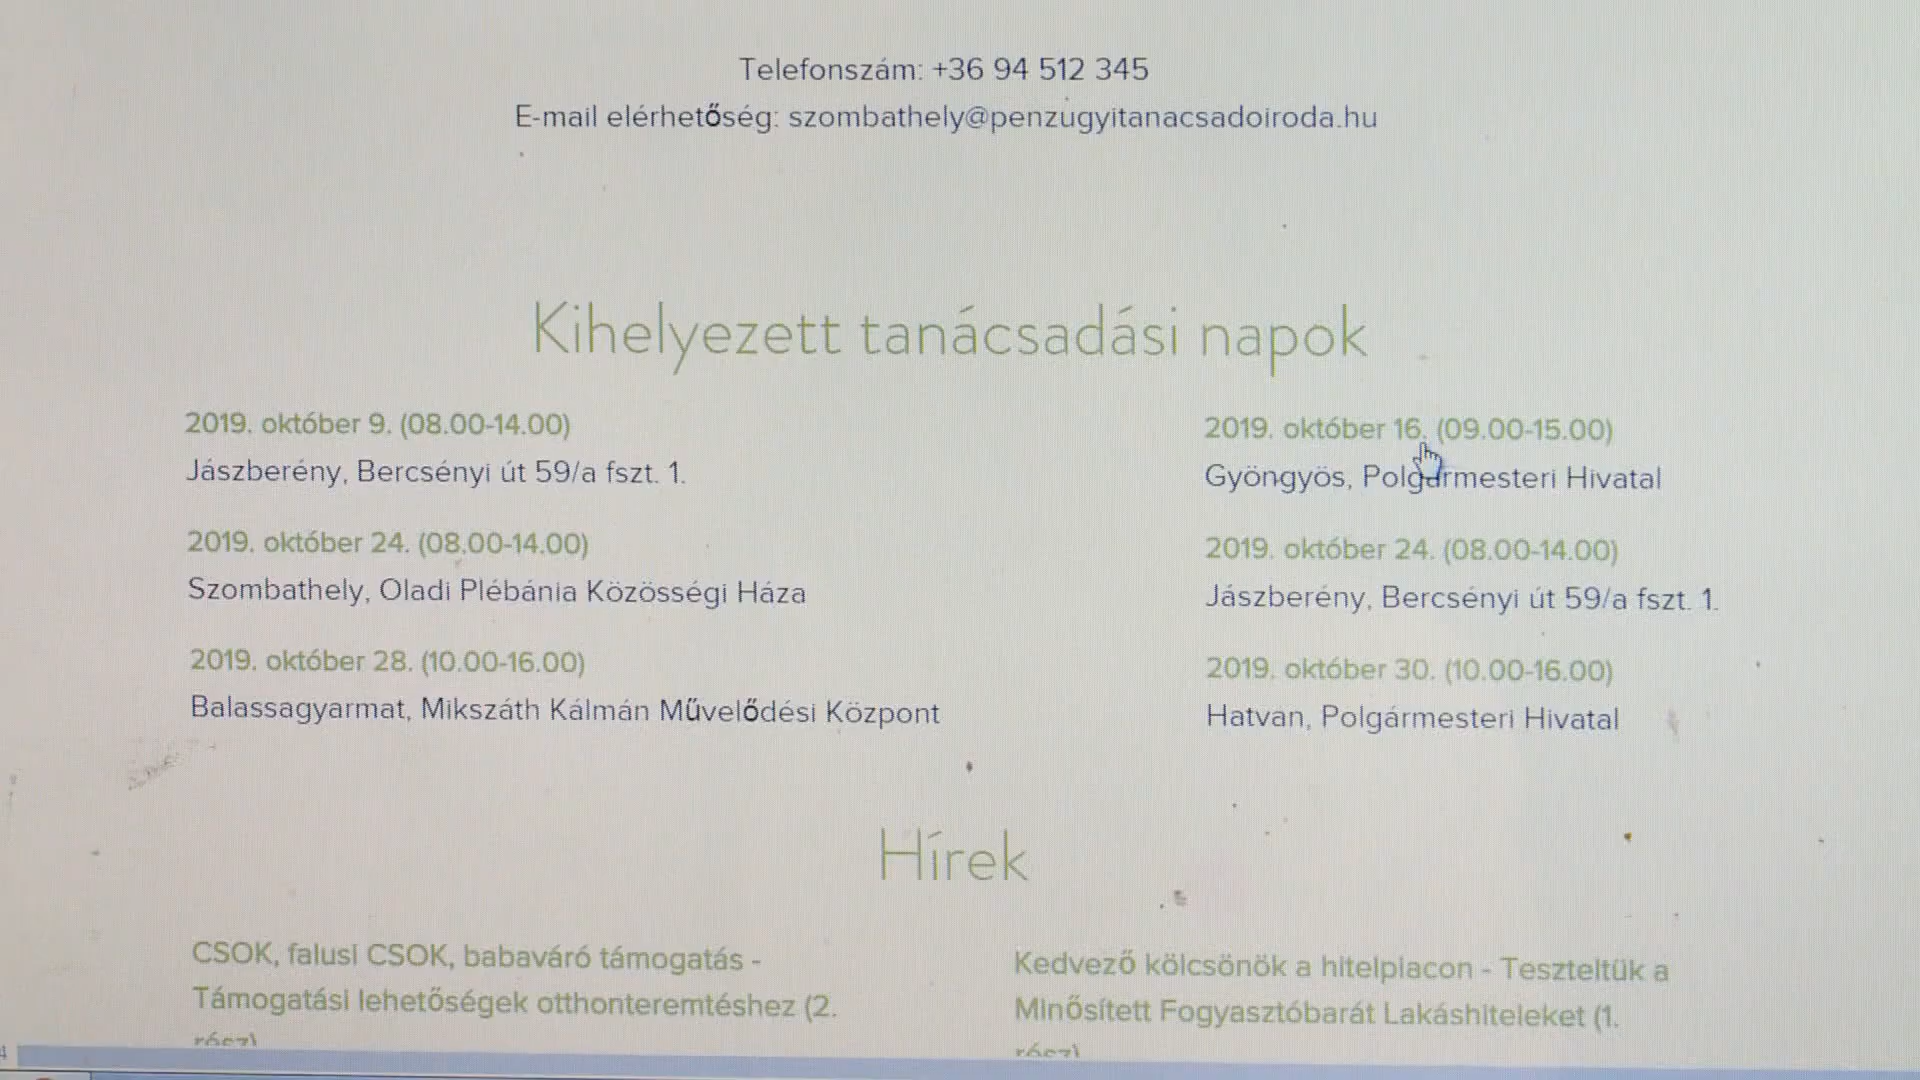 Telefonszám: +36 94 512 345
E-mail elérhetőség: szombathely@penzugyitanacsadoiroda.hu
Kihelyezett tanácsadási napok
2019. október 9. (08.00-14.00)
Jászberény, Bercsényi út 59/a fszt. 1.
2019. október 16. (09.00-15.00)
Gyöngyös, Polgármesteri Hivatal
2019. október 24. (08.00-14.00)
Szombathely, Oladi Plébánia Közösségi Háza
2019. október 24. (08.00-14.00)
Jászberény, Bercsényi út 59/a fszt. 1.
2019. október 28. (10.00-16.00)
Balassagyarmat, Mikszáth Kálmán Művelődési Központ
2019. október 30. (10.00-16.00)
Hatvan, Polgármesteri Hivatal
Hírek
CSOK, falusi CSOK, babaváró támogatás -
Támogatási lehetőségek otthonteremtéshez (2.
Kedvező kölcsönök a hitelpiacon - Teszteltük a
Minősített Fogyasztóbarát Lakáshiteleket (1.